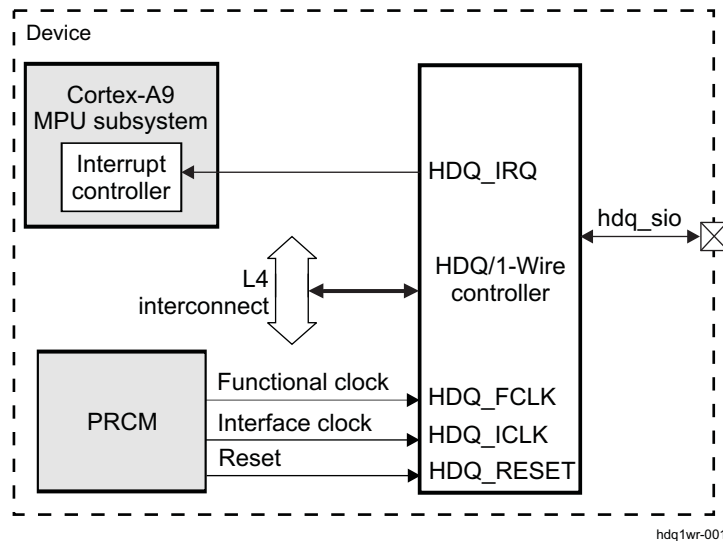 Device
Cortex-A9
MPU subsystem
Interrupt
controller
HDQ_IRQ
hdq_sio
HDQ/1-Wire
controller
L4
interconnect
PRCM
Functional clock
HDQ_FCLK
Interface clock
HDQ_ICLK
Reset
HDQ_RESET
hdq1wr-001